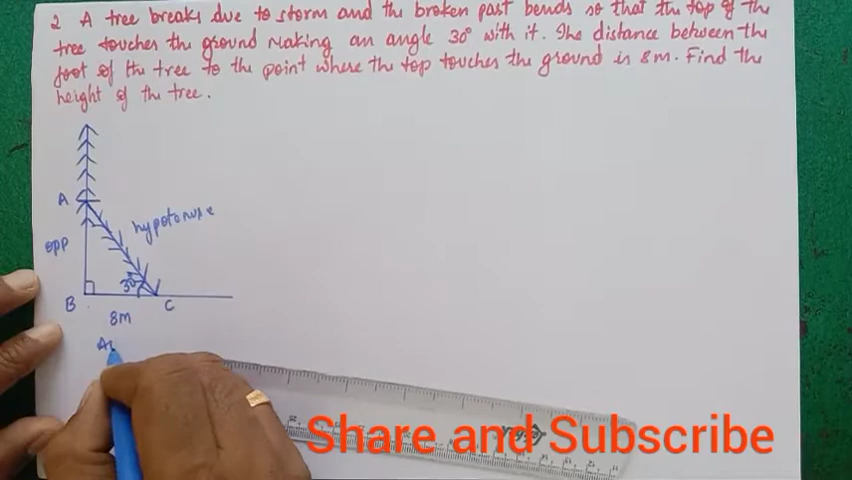 2 A tree breaks due to storm and the broken part bends so that the top of the
tree touches the ground making an angle 30° with it. The distance between the
foot of the tree to the point where the top touches the ground is 8m. Find the
height of the tree.
A
hypotonuse
opp
30°
B
C
8m
Share and Subscribe